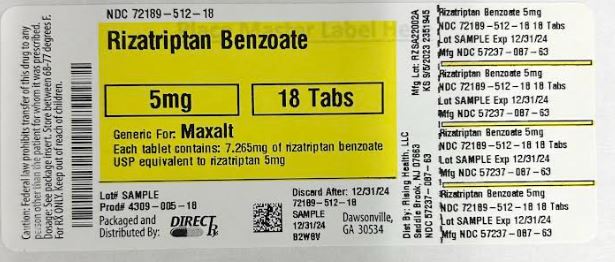 Caution: Federal law prohibits transfer of this drug to any
person other than the patient for whom it was prescribed.
Dosage: See package insert. Store between 68-77 degrees F.
For RX ONLY. Keep out of reach of children.
NDC 72189-512-18
Rizatriptan Benzoate
5mg
18 Tabs
Generic For: Maxalt
Each tablet contains: 7.265mg of rizatriptan benzoate
USP equivalent to rizatriptan 5mg
Lot# SAMPLE
Prod# 4309-005-18
Packaged and
Distributed By:
DIRECT Rx
Discard After: 12/31/24
72189-512-18
SAMPLE
12/31/24
B2W8V
Dawsonville,
GA 30534
Mfg Lot: RZSA22002A
KS 9/5/2023 2351945
Dist By: Rising Health, LLC
Saddle Brook, NJ 07663
NDC 57237-087-63
Rizatriptan Benzoate 5mg
NDC 72189-512-18 18 Tabs
Lot SAMPLE Exp 12/31/24
Mfg NDC 57237-087-63
Rizatriptan Benzoate 5mg
NDC 72189-512-18 18 Tabs
Lot SAMPLE Exp 12/31/24
Mfg NDC 57237-087-63
Rizatriptan Benzoate 5mg
NDC 72189-512-18 18 Tabs
Lot SAMPLE Exp 12/31/24
Mfg NDC 57237-087-63
Rizatriptan Benzoate 5mg
NDC 72189-512-18 18 Tabs
Lot SAMPLE Exp 12/31/24
Mfg NDC 57237-087-63